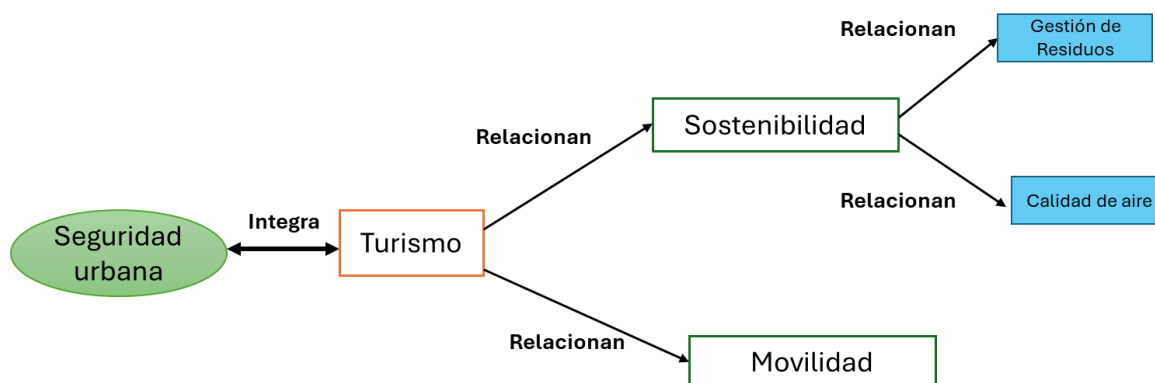 Relacionan
Gestión de
Residuos
Sostenibilidad
Relacionan
Relacionan
Calidad de aire
Integra
Seguridad
urbana
Turismo
Relacionan
Movilidad